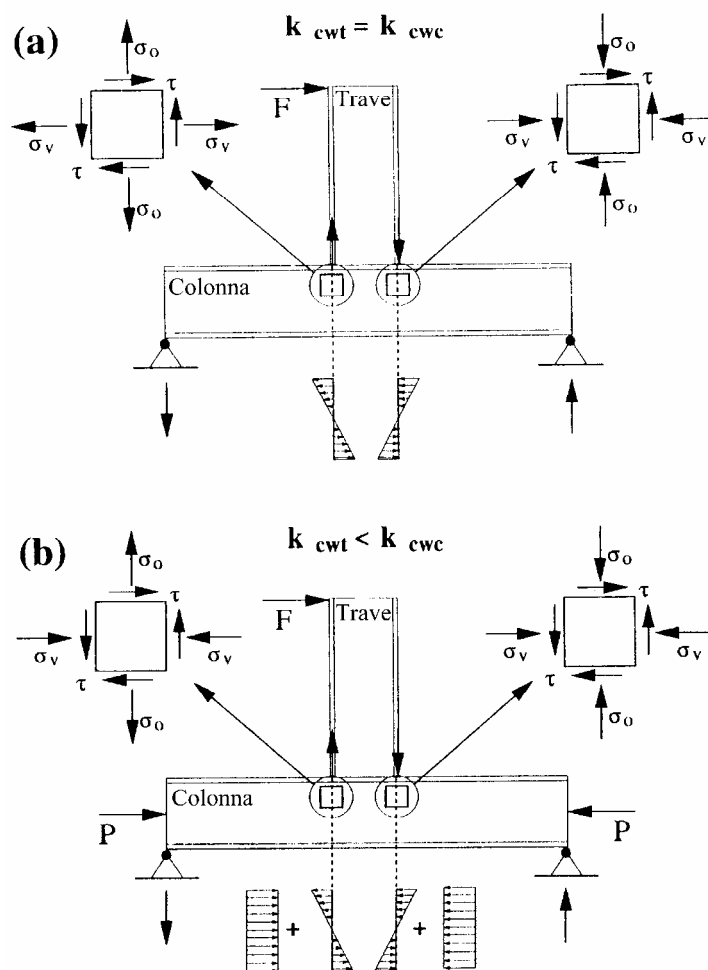 (a)
k cwt = k cwc
σo
τ
σv
σv
τ
σo
F
Trave
σo
τ
σv
σv
τ
σo
Colonna
(b)
k cwt < k cwc
σo
τ
σv
σv
τ
σo
F
Trave
σo
τ
σv
σv
τ
σo
Colonna
P
P
+
+